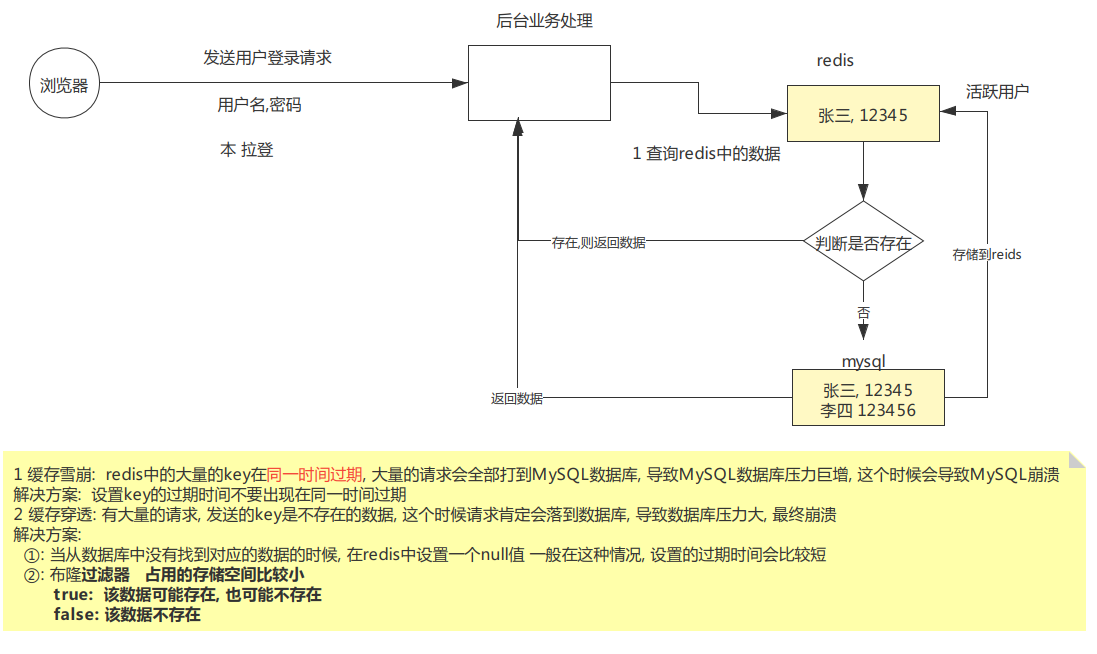 后台业务处理
发送用户登录请求
redis
浏览器
活跃用户
用户名,密码
张三, 12345
本 拉登
1 查询redis中的数据
存在,则返回数据
判断是否存在
存储到reids
否
mysql
张三, 12345
李四 123456
返回数据
1 缓存雪崩: redis中的大量的key在同一时间过期, 大量的请求会全部打到MySQL数据库, 导致MySQL数据库压力巨增, 这个时候会导致MySQL崩溃
解决方案: 设置key的过期时间不要出现在同一时间过期
2 缓存穿透: 有大量的请求, 发送的key是不存在的数据, 这个时候请求肯定会落到数据库, 导致数据库压力大, 最终崩溃
解决方案:
①: 当从数据库中没有找到对应的数据的时候, 在redis中设置一个null值 一般在这种情况, 设置的过期时间会比较短
②: 布隆过滤器 占用的存储空间比较小
true: 该数据可能存在, 也可能不存在
false: 该数据不存在